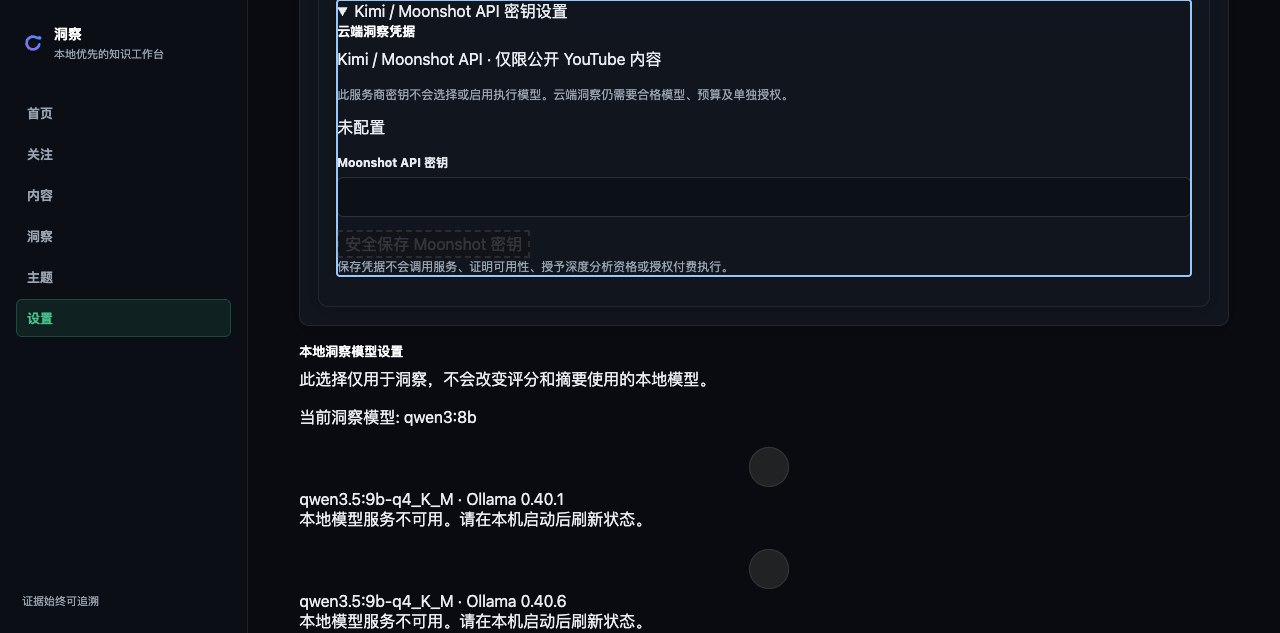 洞察
本地优先的知识工作台
首页
关注
内容
洞察
主题
设置
证据始终可追溯
▼ Kimi / Moonshot API 密钥设置
云端洞察凭据
Kimi / Moonshot API · 仅限公开 YouTube 内容
此服务商密钥不会选择或启用执行模型。云端洞察仍需要合格模型、预算及单独授权。
未配置
Moonshot API 密钥
安全保存 Moonshot 密钥
保存凭据不会调用服务、证明可用性、授予深度分析资格或授权付费执行。
本地洞察模型设置
此选择仅用于洞察，不会改变评分和摘要使用的本地模型。
当前洞察模型: qwen3:8b
qwen3.5:9b-q4_K_M · Ollama 0.40.1
本地模型服务不可用。请在本机启动后刷新状态。
qwen3.5:9b-q4_K_M · Ollama 0.40.6
本地模型服务不可用。请在本机启动后刷新状态。